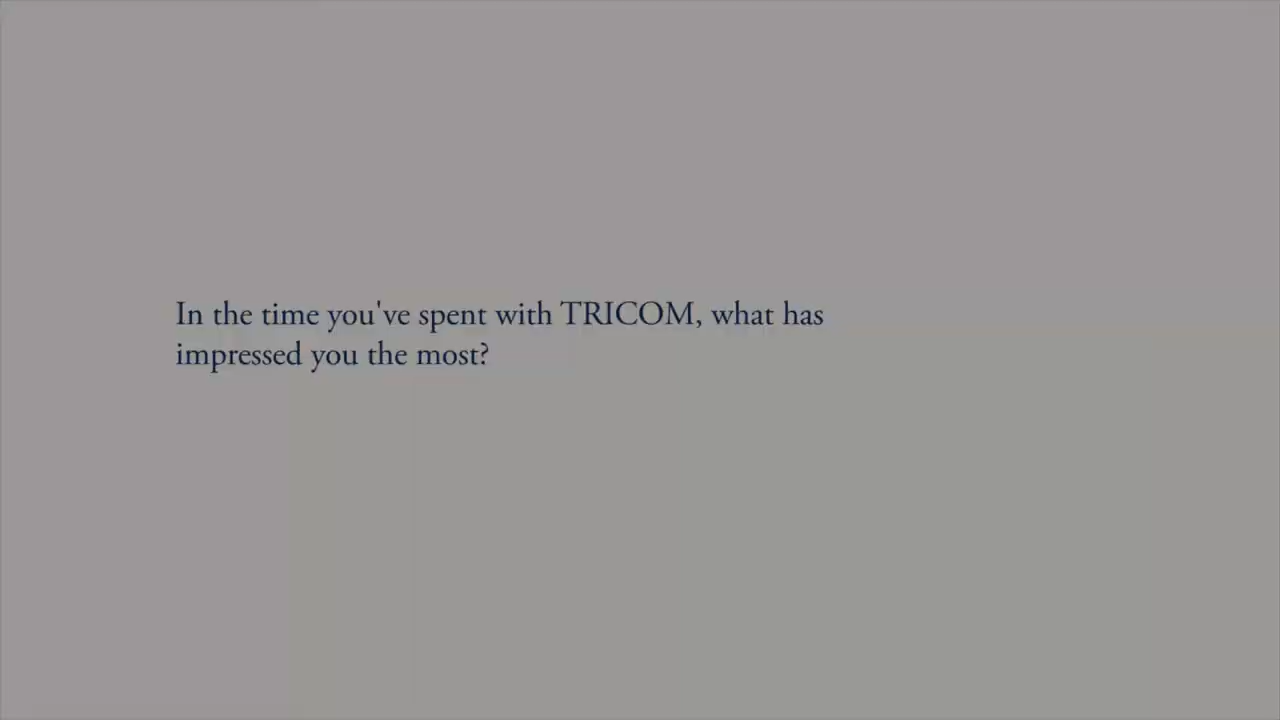 In the time you've spent with TRICOM, what has
impressed you the most?